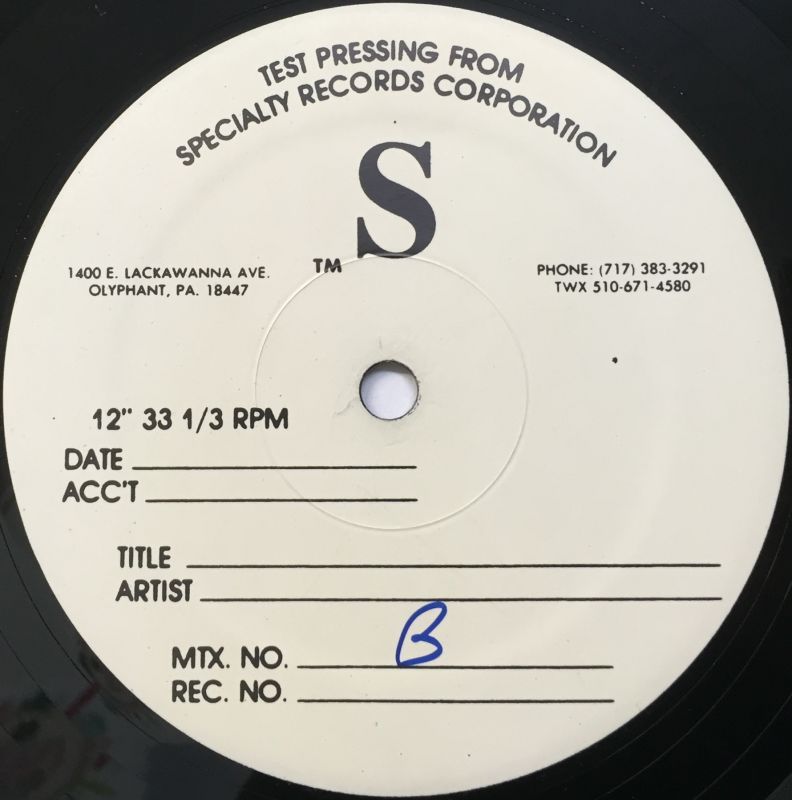 TEST PRESSING FROM
SPECIALTY RECORDS CORPORATION
S
TM
1400 E. LACKAWANNA AVE.
OLYPHANT, PA. 18447
PHONE: (717) 383-3291
TWX 510-671-4580
12" 33 1/3 RPM
DATE
ACC'T
TITLE
ARTIST
MTX. NO. B
REC. NO.